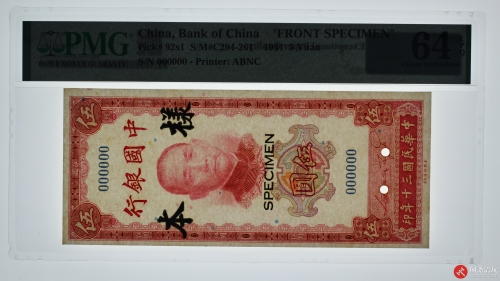 PMG
China, Bank of China "FRONT SPECIMEN"
Pick# 92s1 S/M#C294-261 1941 5 Yuan
S/N 000000 - Printer: ABNC
64
伍
伍
000000
中國銀行
樣本
SPECIMEN
伍圓
000000
中華民國三十年印
伍
伍